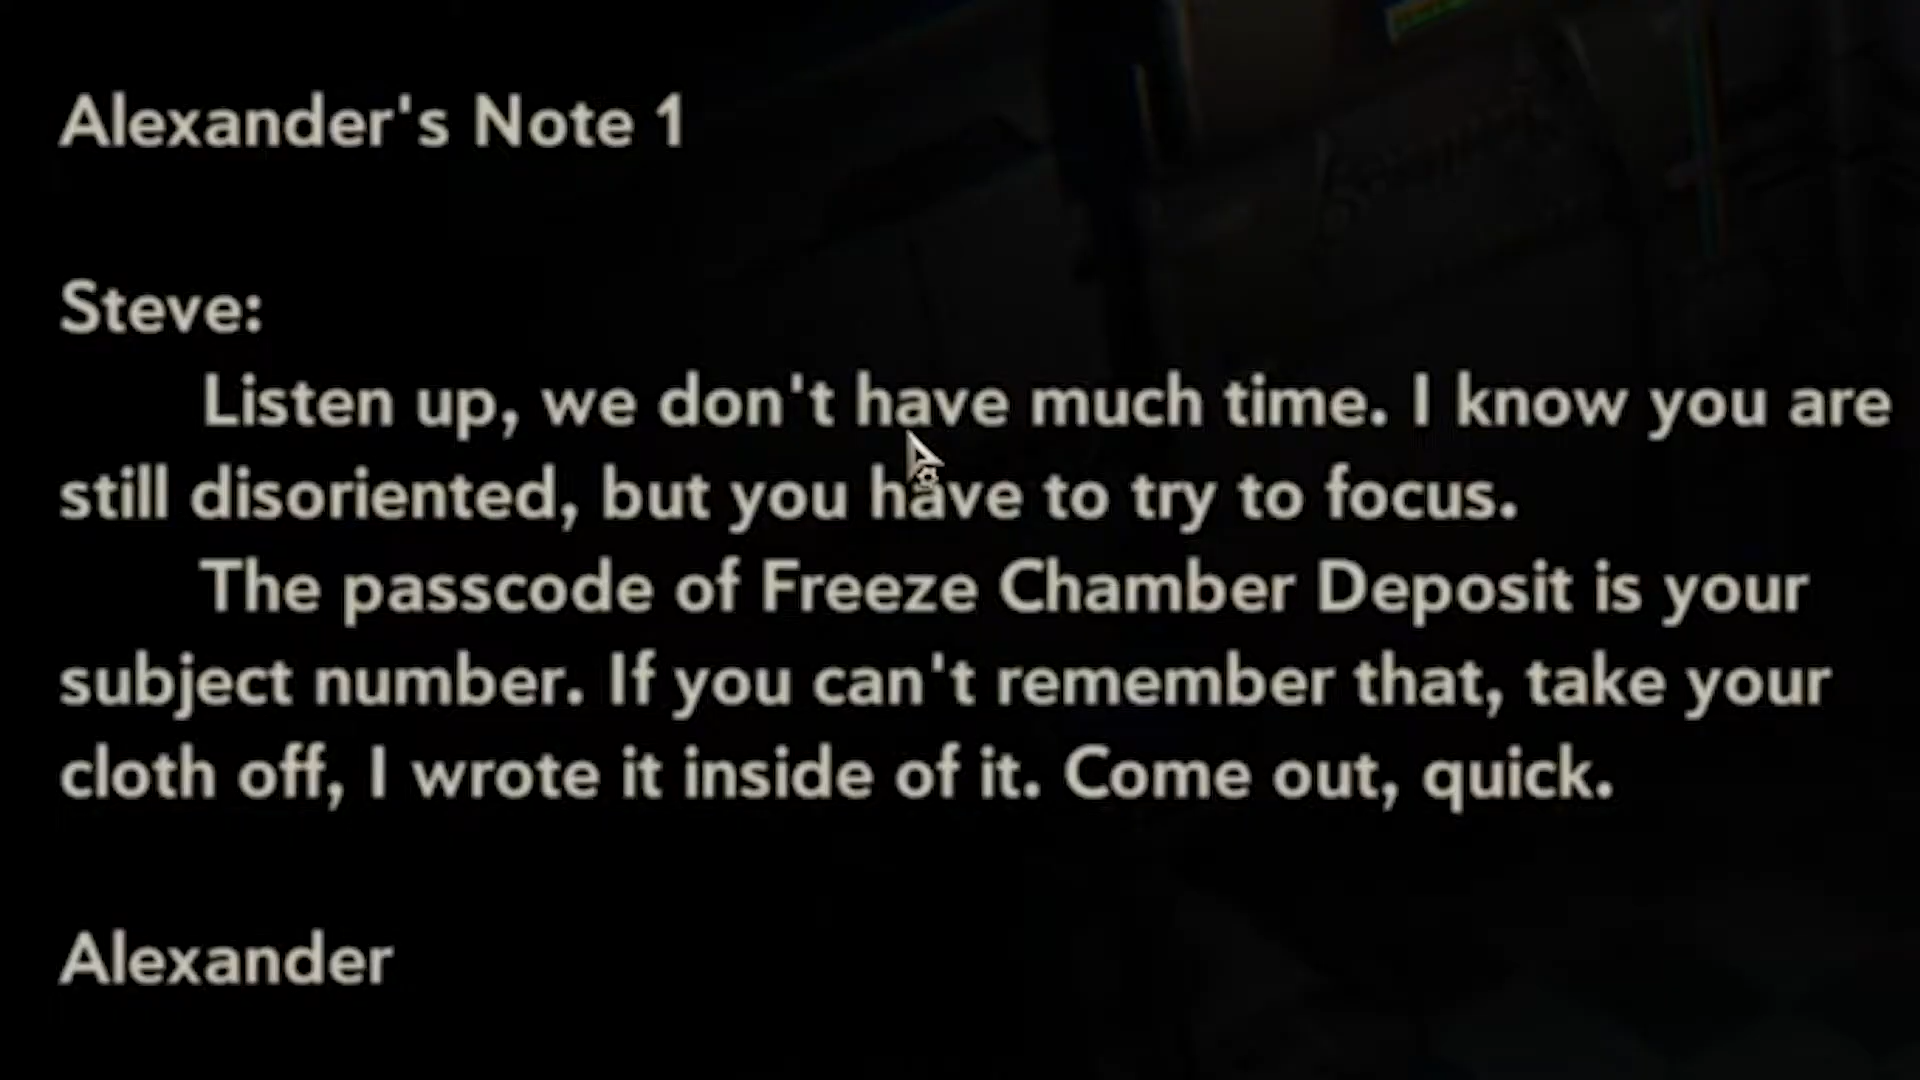 Alexander's Note 1
Steve:
Listen up, we don't have much time. I know you are
still disoriented, but you have to try to focus.
The passcode of Freeze Chamber Deposit is your
subject number. If you can't remember that, take your
cloth off, I wrote it inside of it. Come out, quick.
Alexander